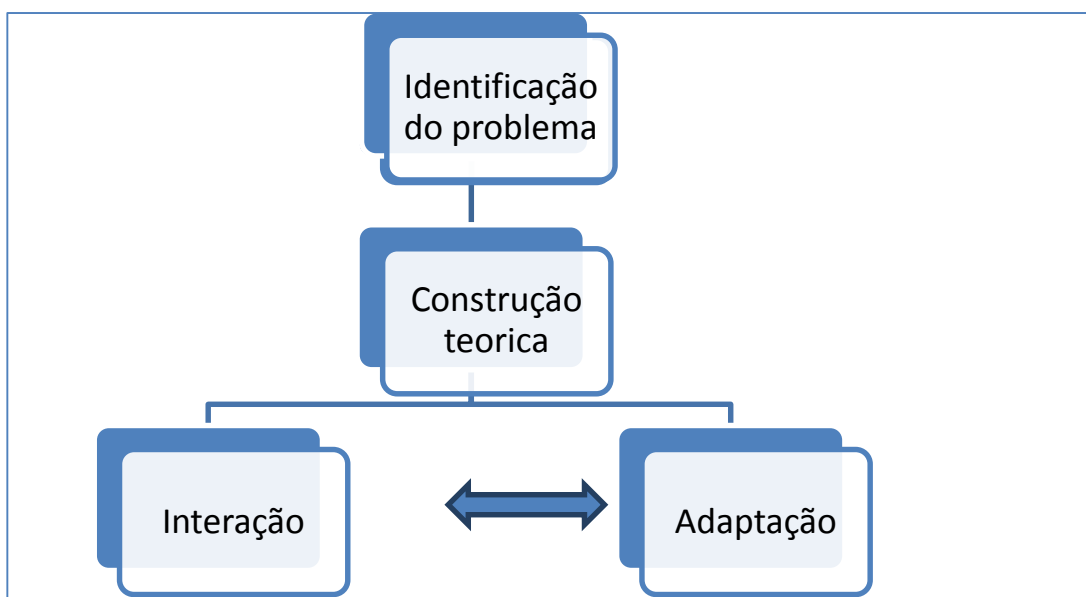 Identificação
do problema
Construção
teorica
Interação
Adaptação